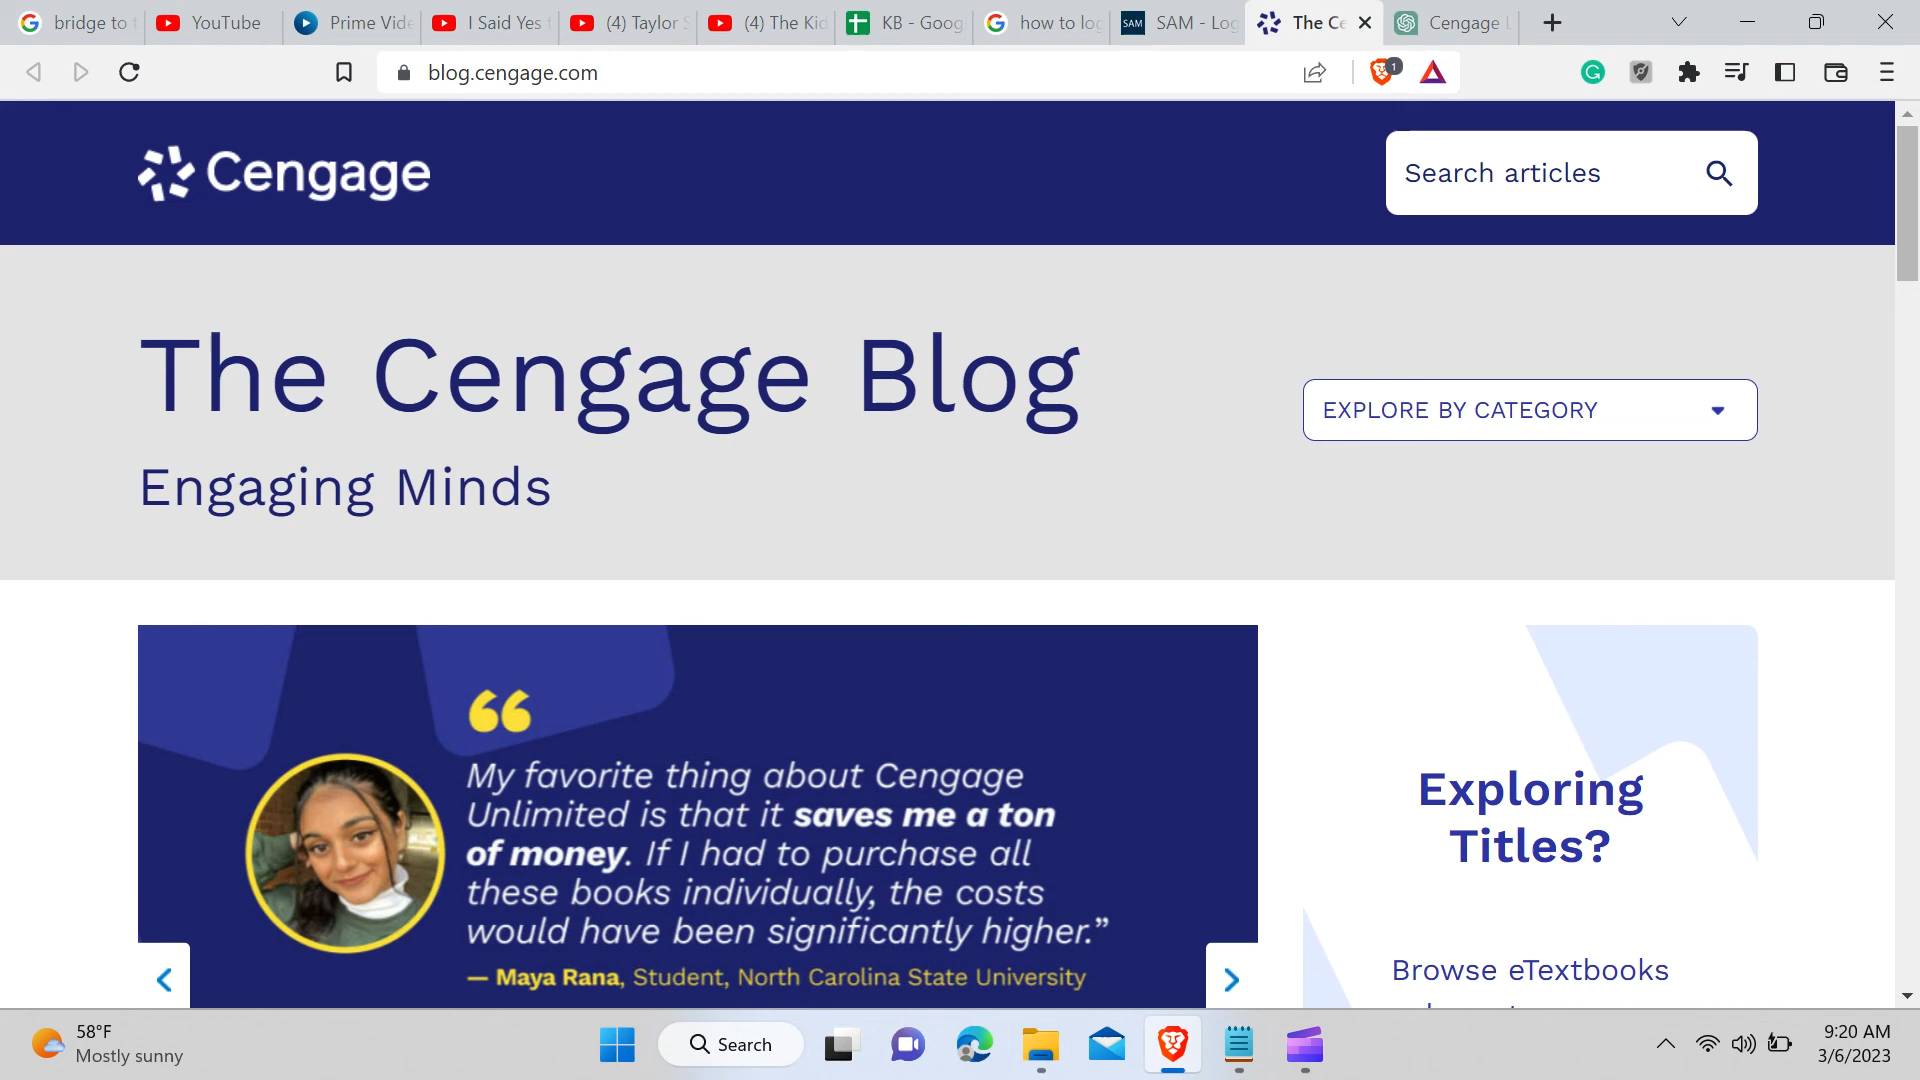 bridge to t
YouTube
Prime Vide
I Said Yes t
(4) Taylor S
(4) The Kid
KB - Goog
how to log
SAM
SAM - Log
The Ce
Cengage L
blog.cengage.com
1
Cengage
Search articles
The Cengage Blog
Engaging Minds
EXPLORE BY CATEGORY
“
My favorite thing about Cengage
Unlimited is that it saves me a ton
of money. If I had to purchase all
these books individually, the costs
would have been significantly higher.”
— Maya Rana, Student, North Carolina State University
Exploring
Titles?
Browse eTextbooks
58°F
Mostly sunny
Search
9:20 AM
3/6/2023